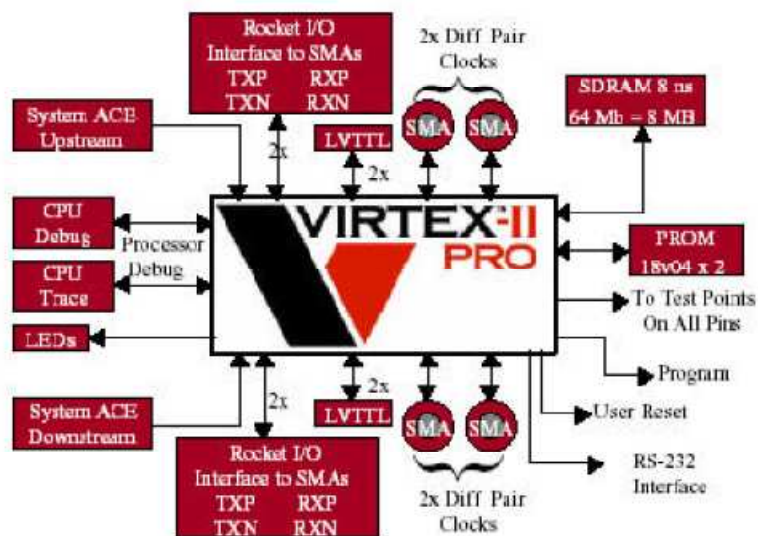 Rocket I/O
Interface to SMAs
TXP RXP
TXN RXN
2x Diff Pair
Clocks
SDRAM 8 ns
64 Mb = 8 MB
System ACE
Upstream
2x
LVTTL
2x
SMA
SMA
CPU
Debug
Processor
Debug
CPU
Trace
LEDs
VIRTEX-II
PRO
PROM
18v04 x 2
To Test Points
On All Pins
Program
User Reset
RS-232
Interface
System ACE
Downstream
2x
LVTTL
2x
SMA
SMA
Rocket I/O
Interface to SMAs
TXP RXP
TXN RXN
2x Diff Pair
Clocks